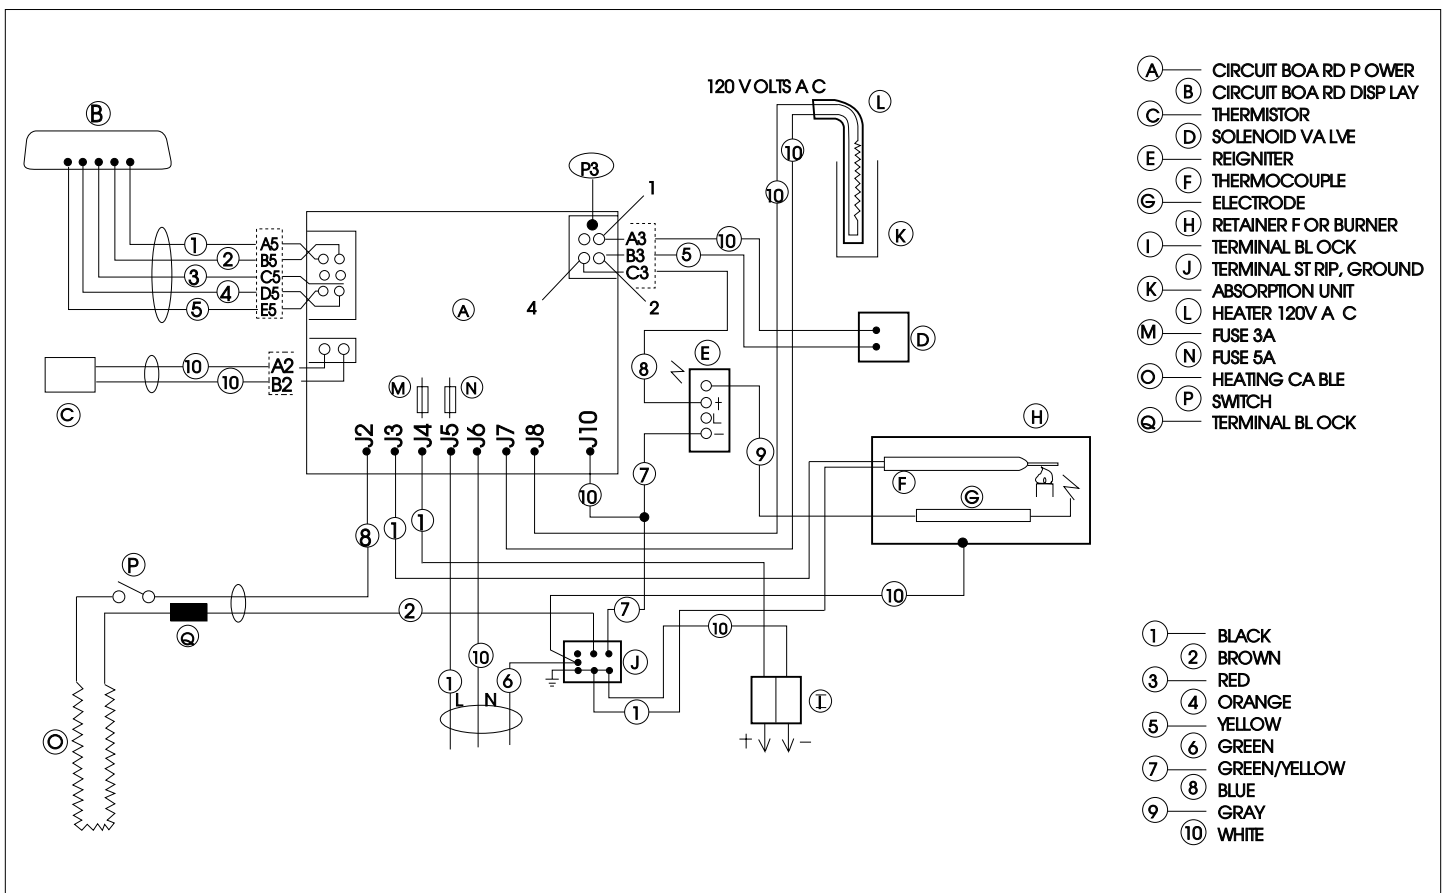 120 VOLTS AC
L
A CIRCUIT BOARD POWER
B CIRCUIT BOARD DISPLAY
C THERMISTOR
D SOLENOID VALVE
E REIGNITER
F THERMOCOUPLE
G ELECTRODE
H RETAINER FOR BURNER
I TERMINAL BLOCK
J TERMINAL STRIP, GROUND
K ABSORPTION UNIT
L HEATER 120V AC
M FUSE 3A
N FUSE 5A
O HEATING CABLE
P SWITCH
Q TERMINAL BLOCK
B
10
10
K
P3
1
1 A5
2 B5
3 C5
4 D5
5 E5
A3 10
B3 5
C3
4
2
A
D
10 A2
10 B2
C
M
N
8
E
+
L
−
J2 J3 J4 J5 J6 J7 J8 J10
9
H
F
G
7
10
8
1
1
P
10
2
7
10
Q
10
J
1
6
L N
1
I
+ −
O
1 BLACK
2 BROWN
3 RED
4 ORANGE
5 YELLOW
6 GREEN
7 GREEN/YELLOW
8 BLUE
9 GRAY
10 WHITE